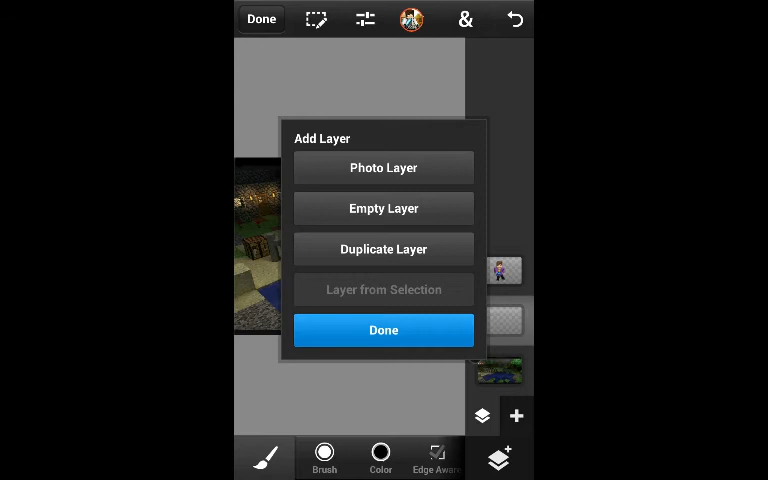 Done
&
Add Layer
Photo Layer
Empty Layer
Duplicate Layer
Layer from Selection
Done
Brush
Color
Edge Aware